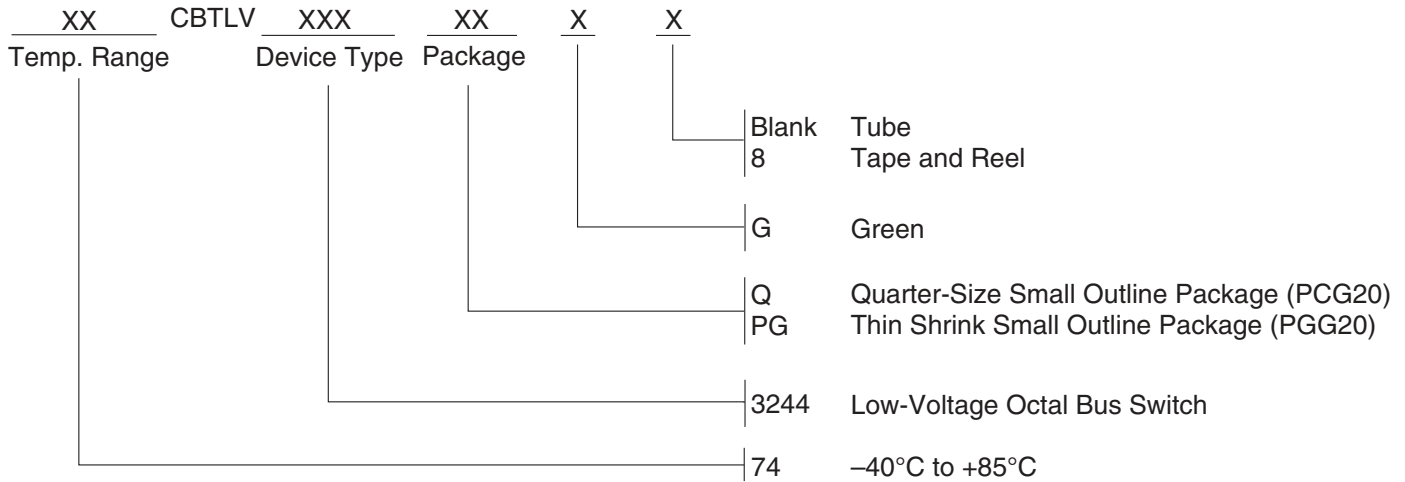 XX CBTLV XXX XX X X
Temp. Range Device Type Package
Blank Tube
8 Tape and Reel
G Green
Q Quarter-Size Small Outline Package (PCG20)
PG Thin Shrink Small Outline Package (PGG20)
3244 Low-Voltage Octal Bus Switch
74 –40°C to +85°C